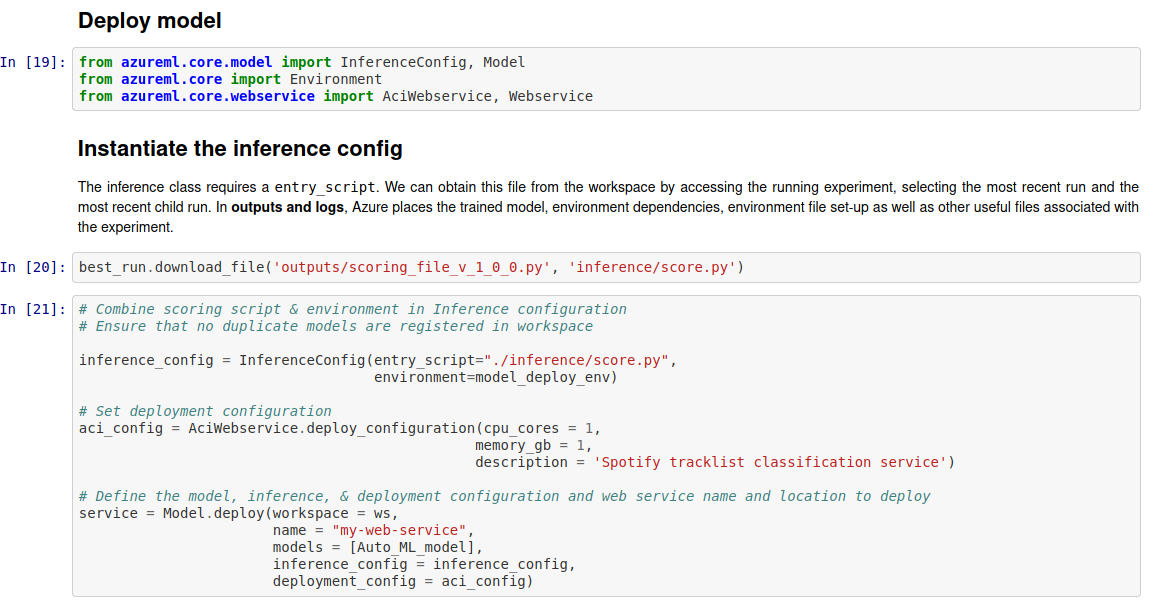 Deploy model
In [19]: from azureml.core.model import InferenceConfig, Model
from azureml.core import Environment
from azureml.core.webservice import AciWebservice, Webservice
Instantiate the inference config
The inference class requires a entry_script. We can obtain this file from the workspace by accessing the running experiment, selecting the most recent run and the
most recent child run. In outputs and logs, Azure places the trained model, environment dependencies, environment file set-up as well as other useful files associated with
the experiment.
In [20]: best_run.download_file('outputs/scoring_file_v_1_0_0.py', 'inference/score.py')
In [21]: # Combine scoring script & environment in Inference configuration
# Ensure that no duplicate models are registered in workspace
inference_config = InferenceConfig(entry_script="./inference/score.py",
environment=model_deploy_env)
# Set deployment configuration
aci_config = AciWebservice.deploy_configuration(cpu_cores = 1,
memory_gb = 1,
description = 'Spotify tracklist classification service')
# Define the model, inference, & deployment configuration and web service name and location to deploy
service = Model.deploy(workspace = ws,
name = "my-web-service",
models = [Auto_ML_model],
inference_config = inference_config,
deployment_config = aci_config)